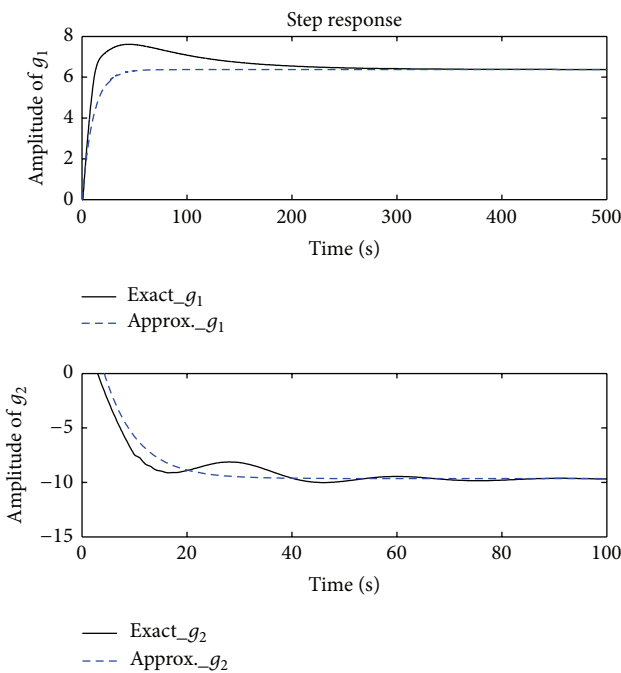 Step response
8
6
4
2
0
0 100 200 300 400 500
Amplitude of g₁
Time (s)
Exact_g₁
Approx._g₁
0
−5
−10
−15
0 20 40 60 80 100
Amplitude of g₂
Time (s)
Exact_g₂
Approx._g₂